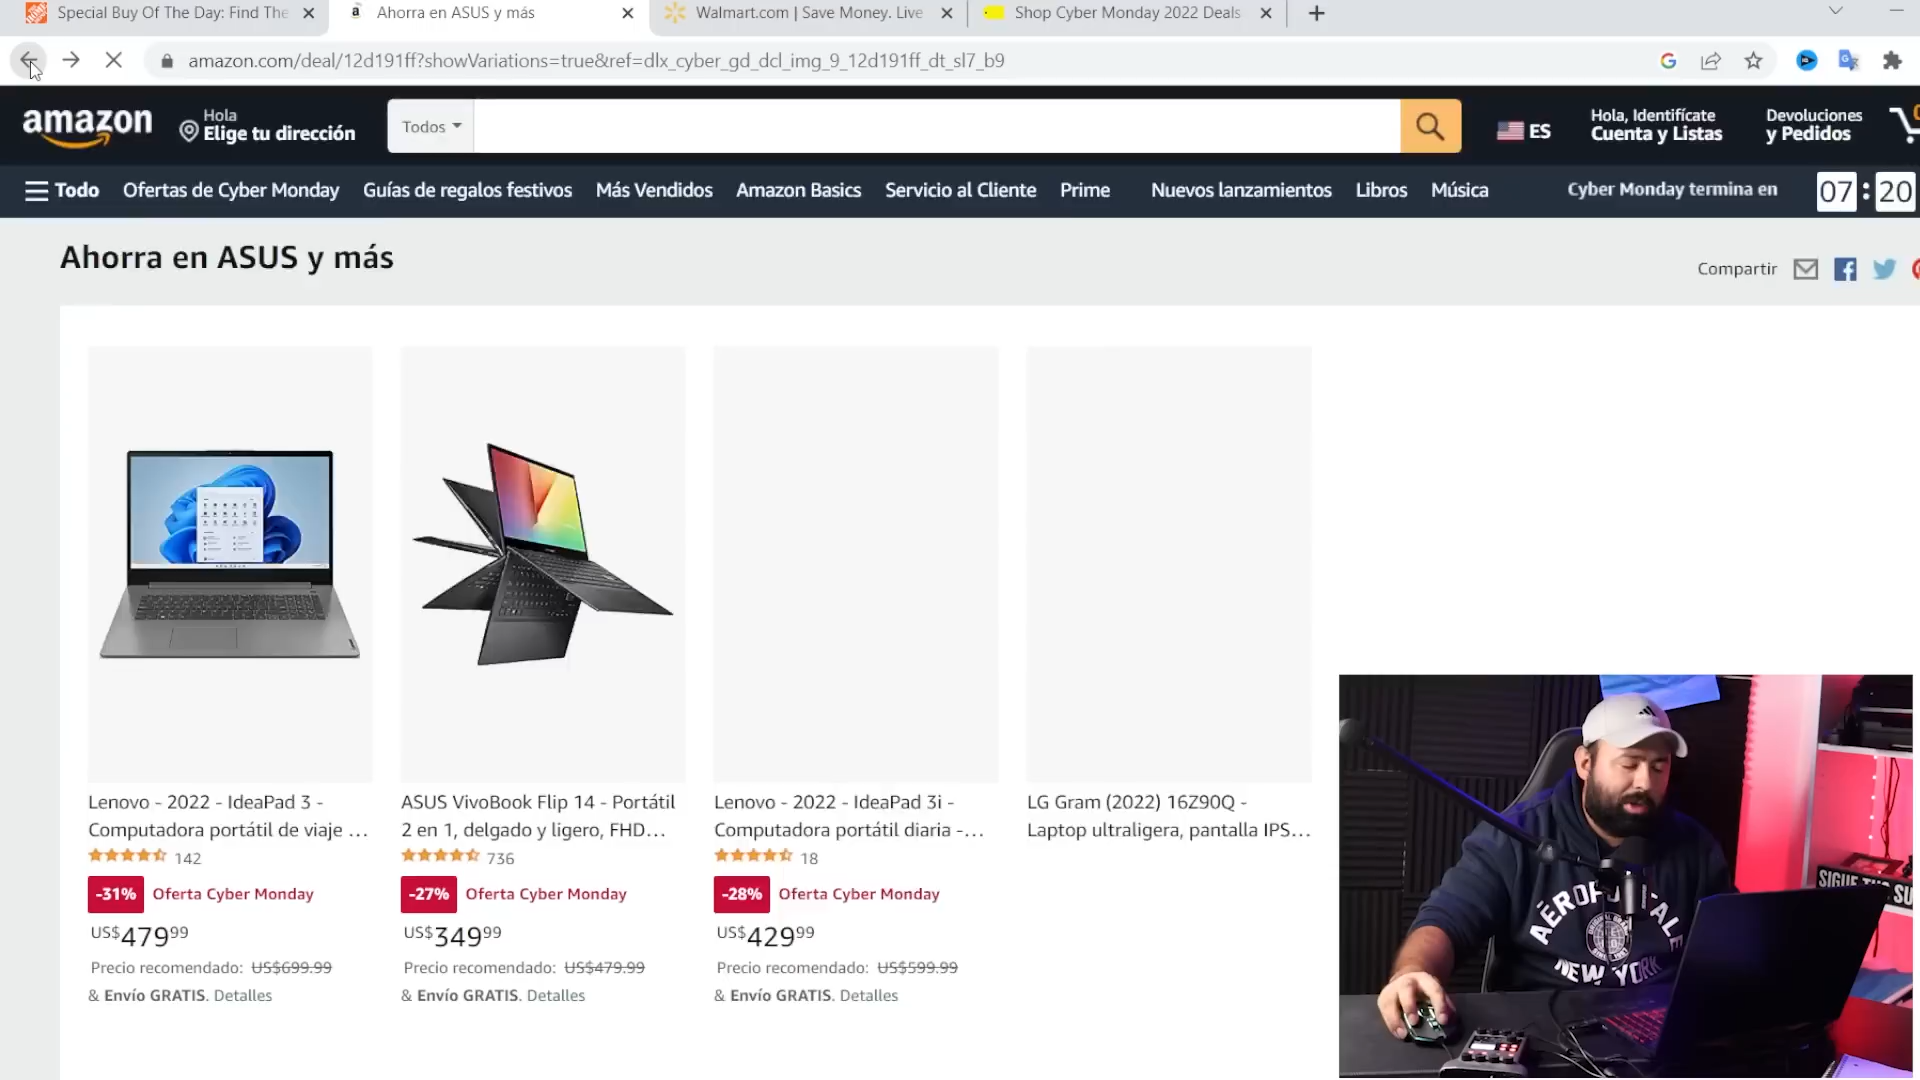 Special Buy Of The Day: Find The
Ahorra en ASUS y más
Walmart.com | Save Money. Live
Shop Cyber Monday 2022 Deals
amazon.com/deal/12d191ff?showVariations=true&ref=dlx_cyber_gd_dcl_img_9_12d191ff_dt_sl7_b9
amazon
Hola
Elige tu dirección
Todos
ES
Hola, Identifícate
Cuenta y Listas
Devoluciones
y Pedidos
Todo
Ofertas de Cyber Monday
Guías de regalos festivos
Más Vendidos
Amazon Basics
Servicio al Cliente
Prime
Nuevos lanzamientos
Libros
Música
Cyber Monday termina en
07 : 20
Ahorra en ASUS y más
Compartir
Lenovo - 2022 - IdeaPad 3 -
Computadora portátil de viaje ...
142
-31% Oferta Cyber Monday
US$479.99
Precio recomendado: US$699.99
& Envío GRATIS. Detalles
ASUS VivoBook Flip 14 - Portátil
2 en 1, delgado y ligero, FHD...
736
-27% Oferta Cyber Monday
US$349.99
Precio recomendado: US$479.99
& Envío GRATIS. Detalles
Lenovo - 2022 - IdeaPad 3i -
Computadora portátil diaria -...
18
-28% Oferta Cyber Monday
US$429.99
Precio recomendado: US$599.99
& Envío GRATIS. Detalles
LG Gram (2022) 16Z90Q -
Laptop ultraligera, pantalla IPS...
AÉROPOSTALE
NEW YORK
SIGUE TUS SU